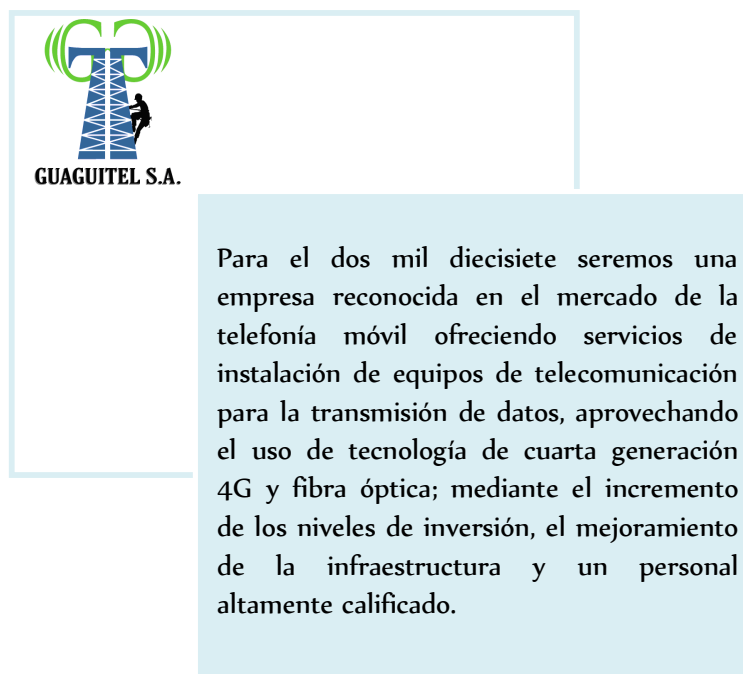 GUAGUITEL S.A.
Para el dos mil diecisiete seremos una
empresa reconocida en el mercado de la
telefonía móvil ofreciendo servicios de
instalación de equipos de telecomunicación
para la transmisión de datos, aprovechando
el uso de tecnología de cuarta generación
4G y fibra óptica; mediante el incremento
de los niveles de inversión, el mejoramiento
de la infraestructura y un personal
altamente calificado.